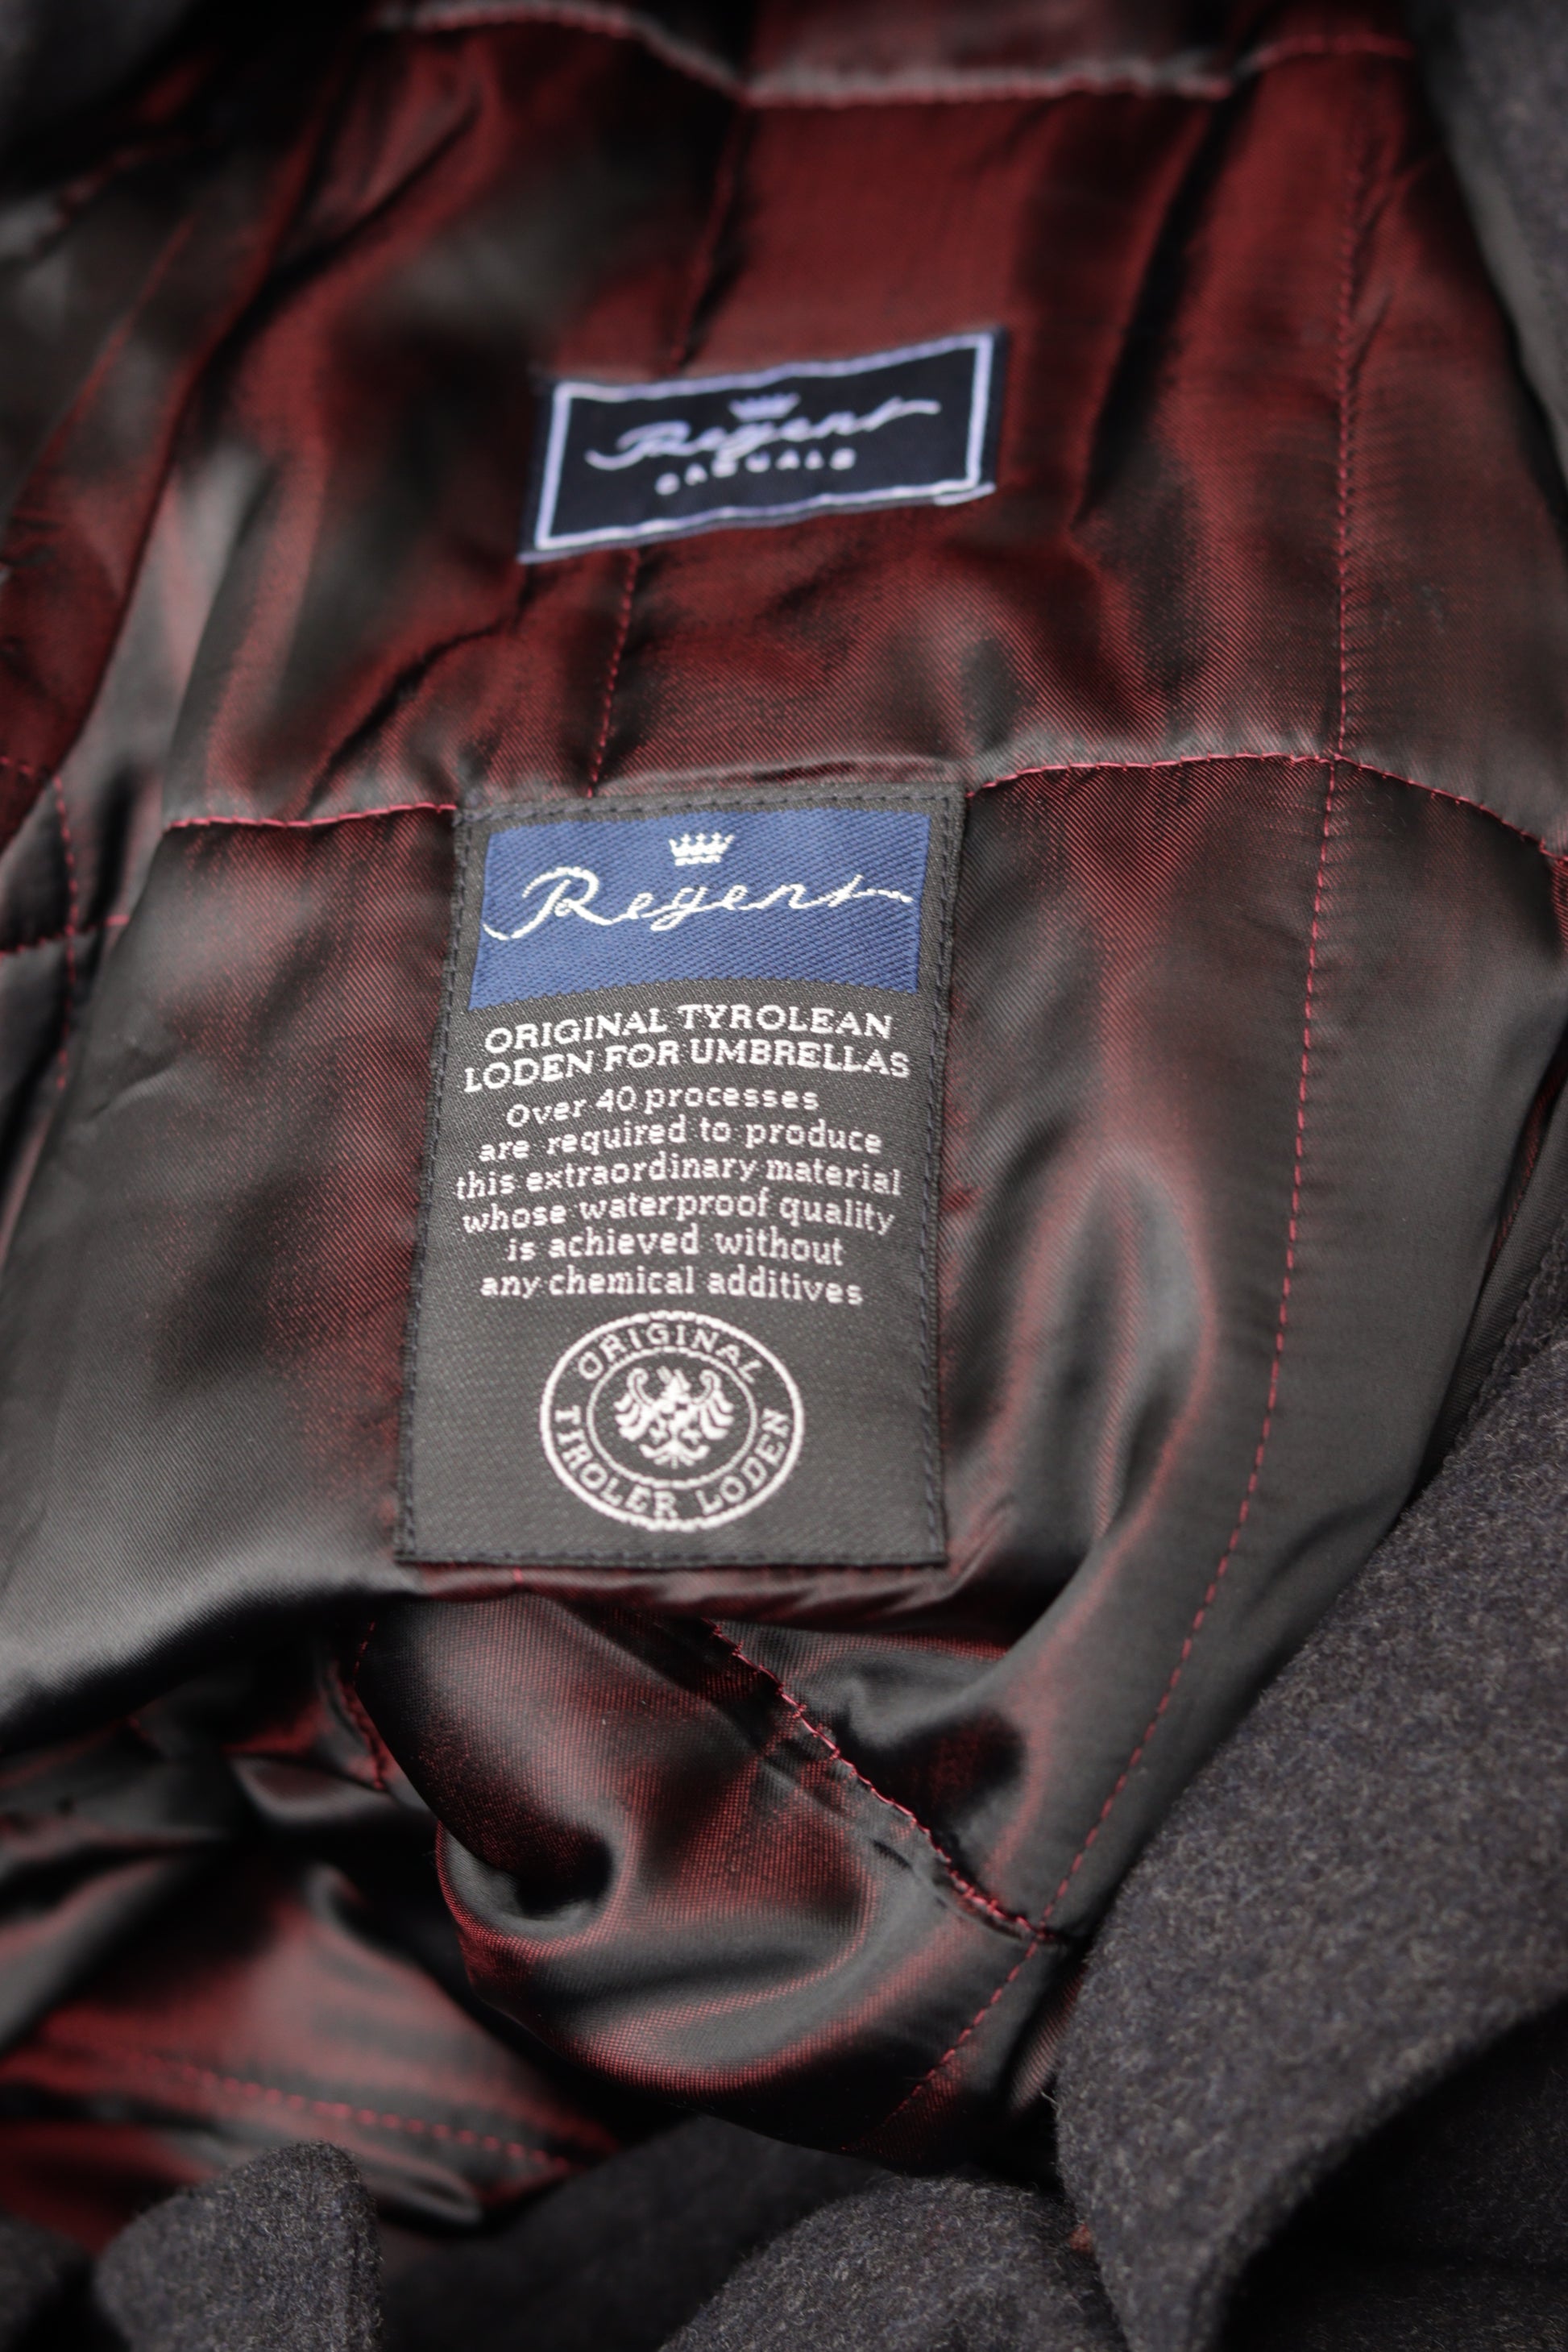 Regent
CASUALS
Regent
ORIGINAL TYROLEAN
LODEN FOR UMBRELLAS
Over 40 processes
are required to produce
this extraordinary material
whose waterproof quality
is achieved without
any chemical additives
ORIGINAL
TIROLER LODEN